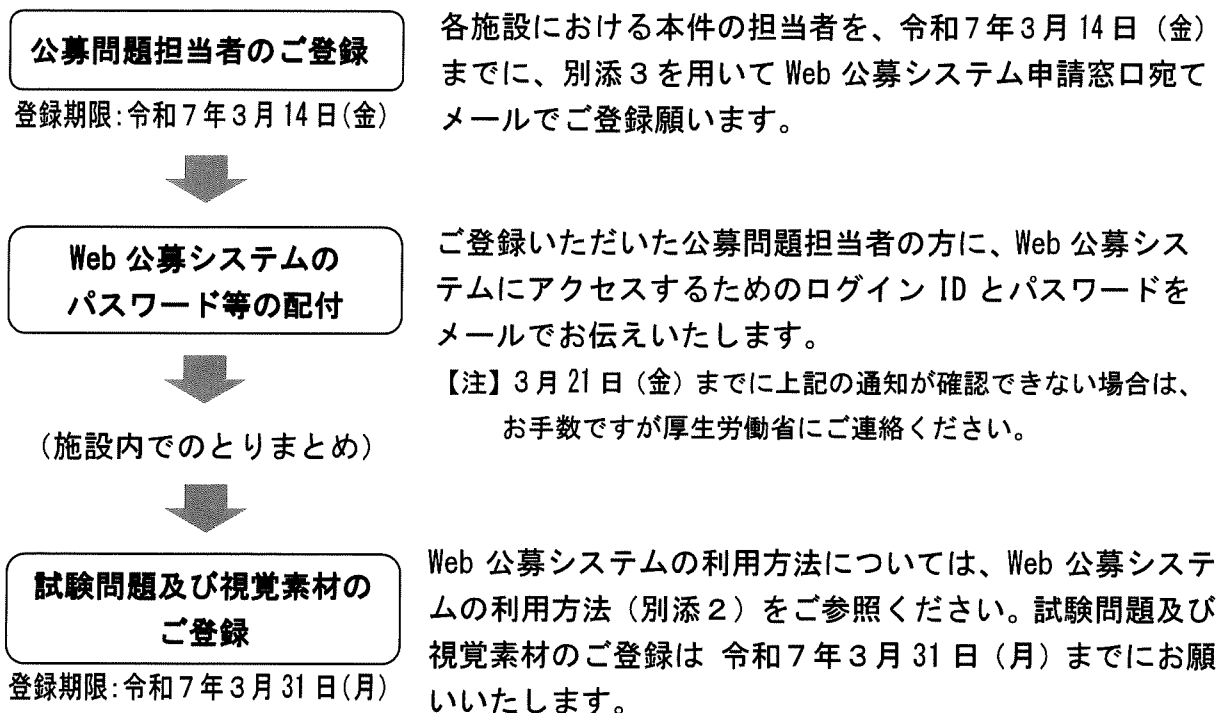 公募問題担当者のご登録
登録期限:令和7年3月14日(金)
各施設における本件の担当者を、令和7年3月14日(金)
までに、別添3を用いてWeb公募システム申請窓口宛て
メールでご登録願います。
Web公募システムの
パスワード等の配付
ご登録いただいた公募問題担当者の方に、Web公募シス
テムにアクセスするためのログインIDとパスワードを
メールでお伝えいたします。
【注】3月21日(金)までに上記の通知が確認できない場合は、
お手数ですが厚生労働省にご連絡ください。
(施設内でのとりまとめ)
試験問題及び視覚素材の
ご登録
登録期限:令和7年3月31日(月)
Web公募システムの利用方法については、Web公募システ
ムの利用方法(別添2)をご参照ください。試験問題及び
視覚素材のご登録は 令和7年3月31日(月)までにお願
いいたします。